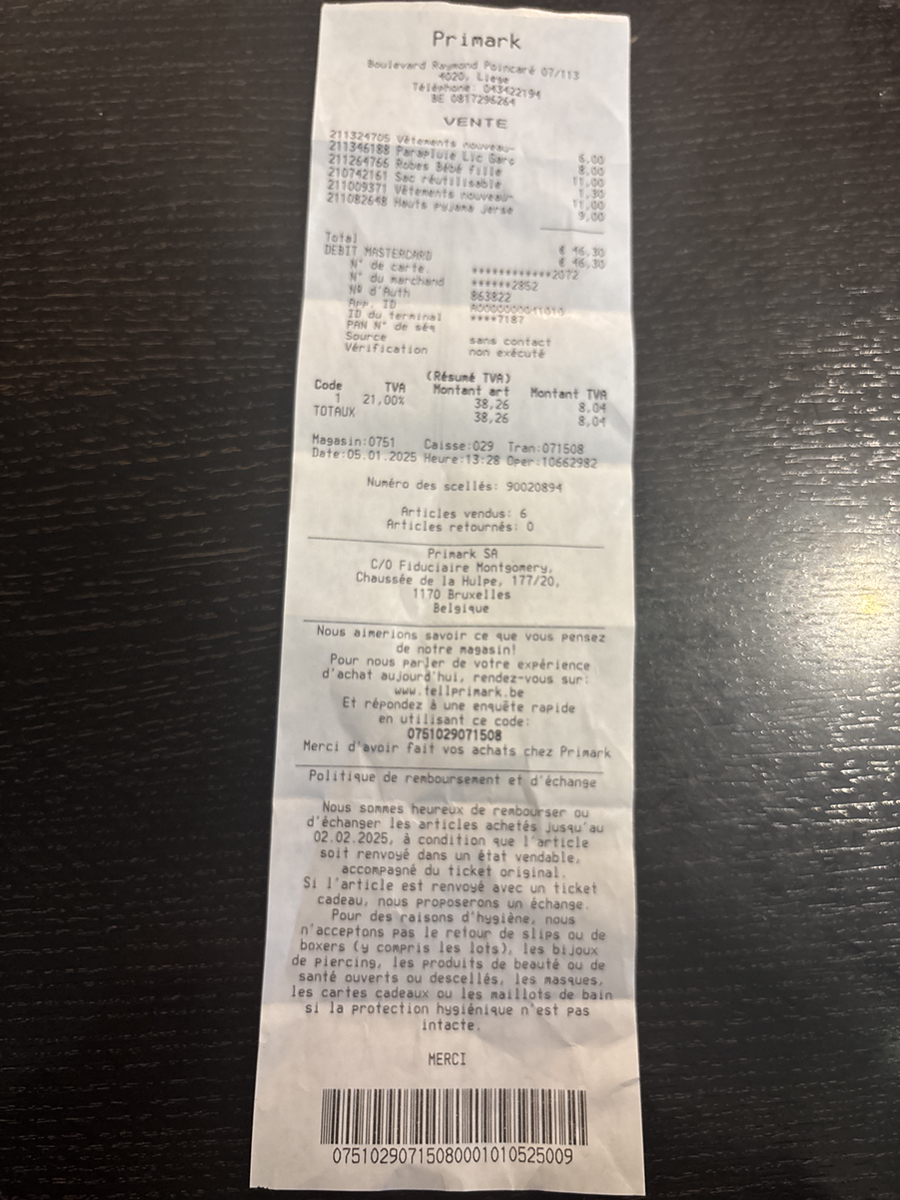 Primark
Boulevard Raymond Poincaré 07/113
4020, Liege
Téléphone: 043422194
BE 0817296264
VENTE
211324705 Vêtements nouveau- 6,00
211346188 Parapluie Lic Garc 8,00
211264766 Robes Bébé fille 11,00
210742161 Sac réutilisable 1,30
211009371 Vêtements nouveau- 11,00
211082648 Hauts pyjama jerse 9,00
Total € 46,30
DEBIT MASTERCARD € 46,30
N° de carte. ************2072
N° du marchand ******2852
Nº d'Auth 863822
App. ID A0000000041010
ID du terminal ****7187
PAN N° de séq
Source sans contact
Vérification non exécuté
(Résumé TVA)
Code TVA Montant art Montant TVA
1 21,00% 38,26 8,04
TOTAUX 38,26 8,04
Magasin:0751 Caisse:029 Tran:071508
Date:05.01.2025 Heure:13:28 Oper:10662982
Numéro des scellés: 90020894
Articles vendus: 6
Articles retournés: 0
Primark SA
C/O Fiduciaire Montgomery,
Chaussée de la Hulpe, 177/20,
1170 Bruxelles
Belgique
Nous aimerions savoir ce que vous pensez
de notre magasin!
Pour nous parler de votre expérience
d'achat aujourd'hui, rendez-vous sur:
www.tellprimark.be
Et répondez à une enquête rapide
en utilisant ce code:
0751029071508
Merci d'avoir fait vos achats chez Primark
Politique de remboursement et d'échange
Nous sommes heureux de rembourser ou
d'échanger les articles achetés jusqu'au
02.02.2025, à condition que l'article
soit renvoyé dans un état vendable,
accompagné du ticket original.
Si l'article est renvoyé avec un ticket
cadeau, nous proposerons un échange.
Pour des raisons d'hygiène, nous
n'acceptons pas le retour de slips ou de
boxers (y compris les lots), les bijoux
de piercing, les produits de beauté ou de
santé ouverts ou descellés, les masques,
les cartes cadeaux ou les maillots de bain
si la protection hygiénique n'est pas
intacte.
MERCI
07510290715080001010525009